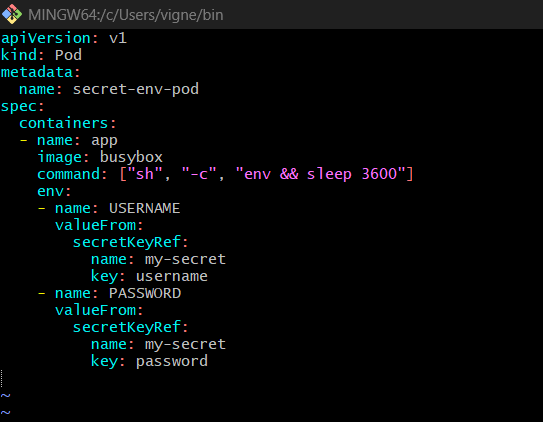 MINGW64:/c/Users/vigne/bin
apiVersion: v1
kind: Pod
metadata:
  name: secret-env-pod
spec:
  containers:
  - name: app
    image: busybox
    command: ["sh", "-c", "env && sleep 3600"]
    env:
    - name: USERNAME
      valueFrom:
        secretKeyRef:
          name: my-secret
          key: username
    - name: PASSWORD
      valueFrom:
        secretKeyRef:
          name: my-secret
          key: password
~
~